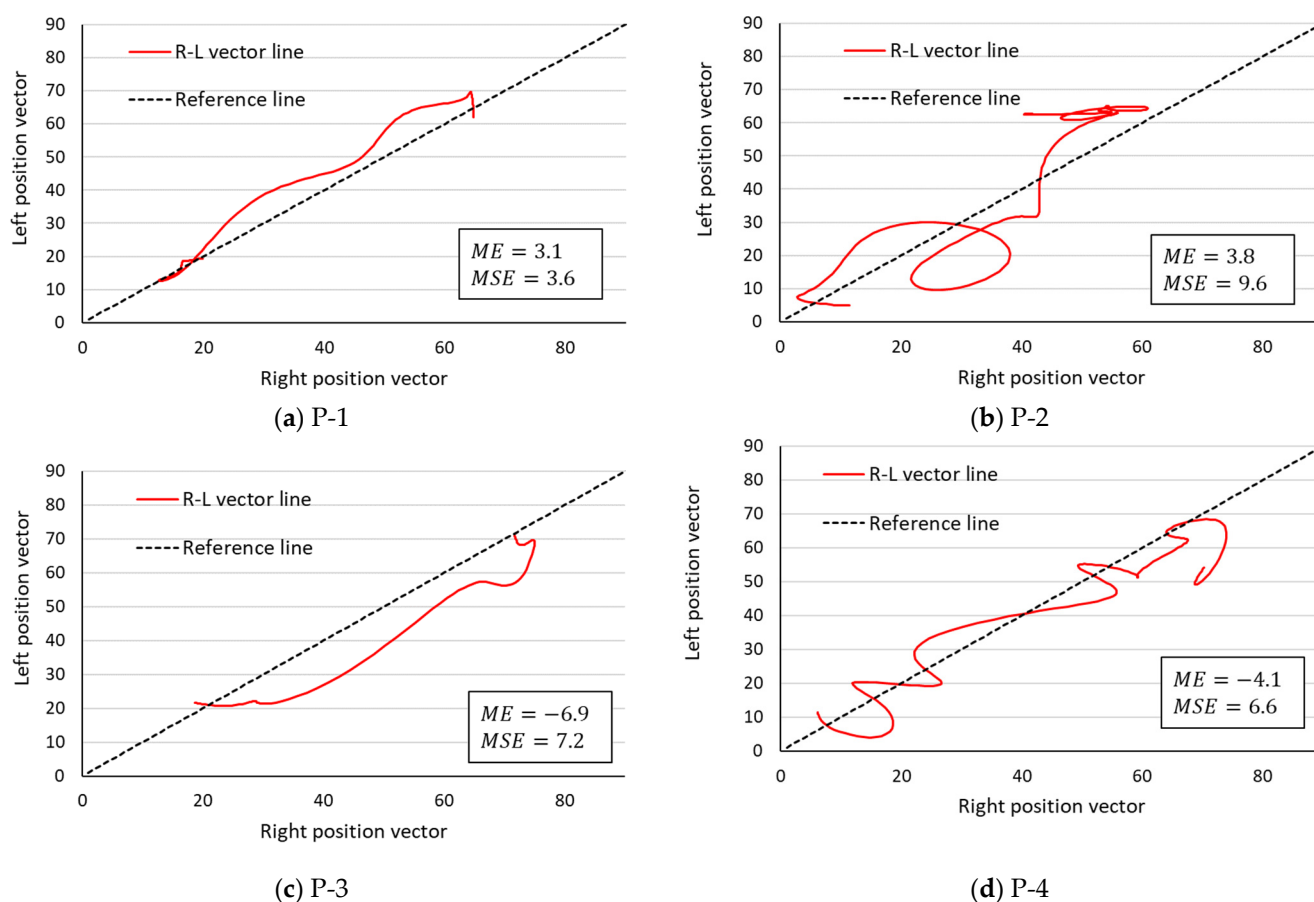 90
80
70
60
50
40
30
20
10
0
Left position vector
R-L vector line
Reference line
ME = 3.1
MSE = 3.6
0 20 40 60 80
Right position vector
(a) P-1
90
80
70
60
50
40
30
20
10
0
Left position vector
R-L vector line
Reference line
ME = 3.8
MSE = 9.6
0 20 40 60 80
Right position vector
(b) P-2
90
80
70
60
50
40
30
20
10
0
Left position vector
R-L vector line
Reference line
ME = −6.9
MSE = 7.2
0 20 40 60 80
Right position vector
(c) P-3
90
80
70
60
50
40
30
20
10
0
Left position vector
R-L vector line
Reference line
ME = −4.1
MSE = 6.6
0 20 40 60 80
Right position vector
(d) P-4